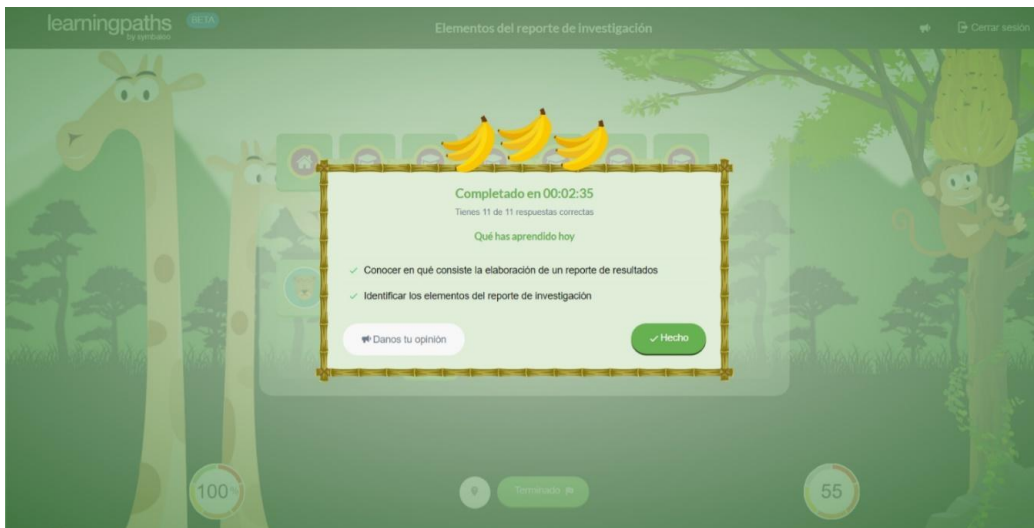 learningpaths BETA
by symbaloo
Elementos del reporte de investigación
Cerrar sesión
Completado en 00:02:35
Tienes 11 de 11 respuestas correctas
Qué has aprendido hoy
Conocer en qué consiste la elaboración de un reporte de resultados
Identificar los elementos del reporte de investigación
Danos tu opinión
Hecho
100%
Terminado
55